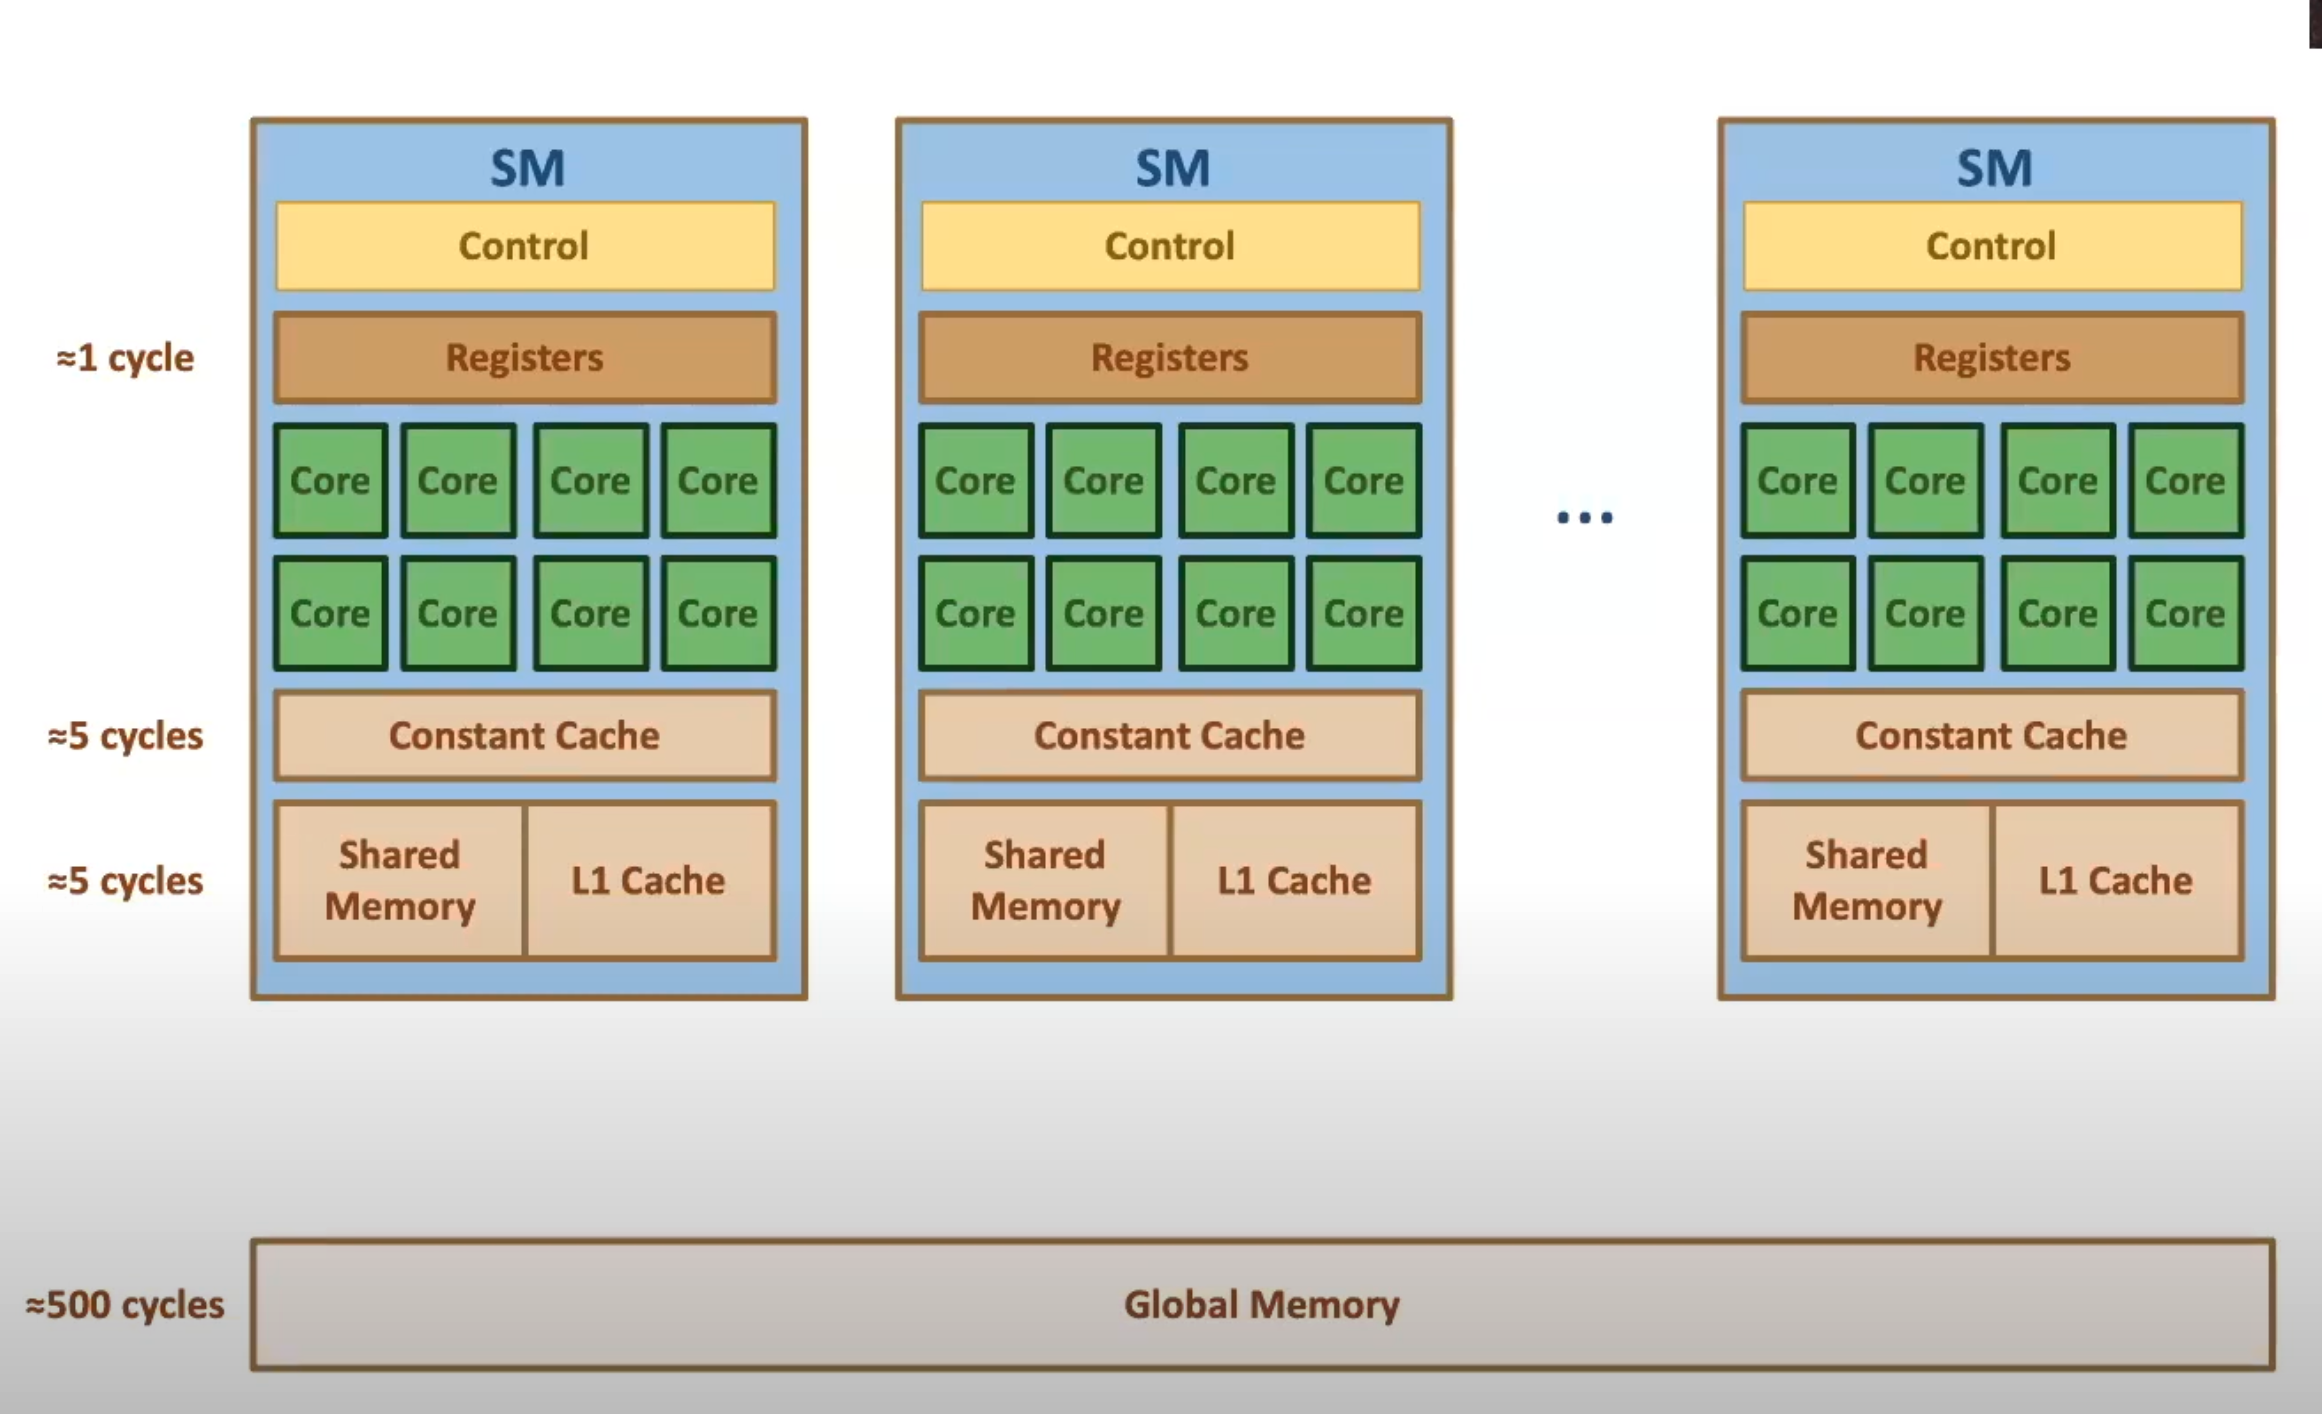 SM SM SM
Control Control Control
≈1 cycle Registers Registers Registers
Core Core Core Core Core Core Core Core Core Core Core Core
...
Core Core Core Core Core Core Core Core Core Core Core Core
≈5 cycles Constant Cache Constant Cache Constant Cache
≈5 cycles
Shared
Memory
L1 Cache
Shared
Memory
L1 Cache
Shared
Memory
L1 Cache
≈500 cycles Global Memory